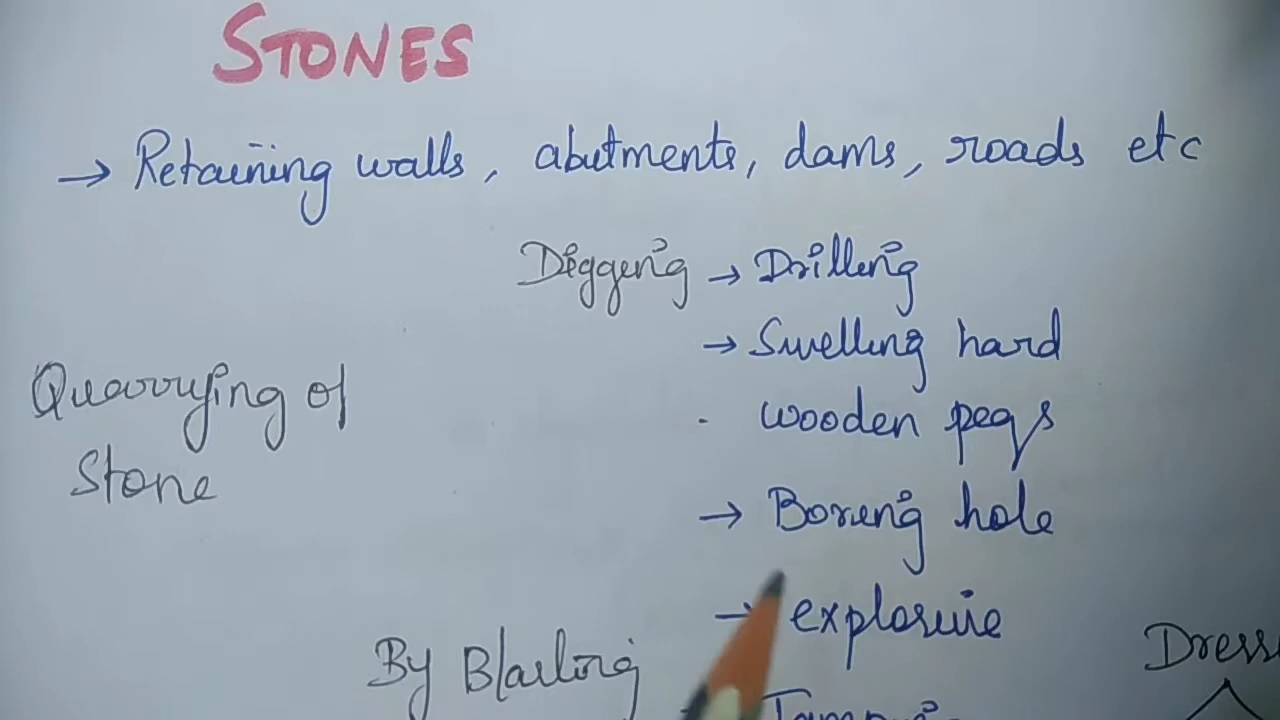 STONES
→ Retaining walls, abutments, dams, roads etc
Digging → Drilling
→ Swelling hard
wooden pegs
Quarrying of
Stone
→ Boring hole
→ explosive
By Blasting